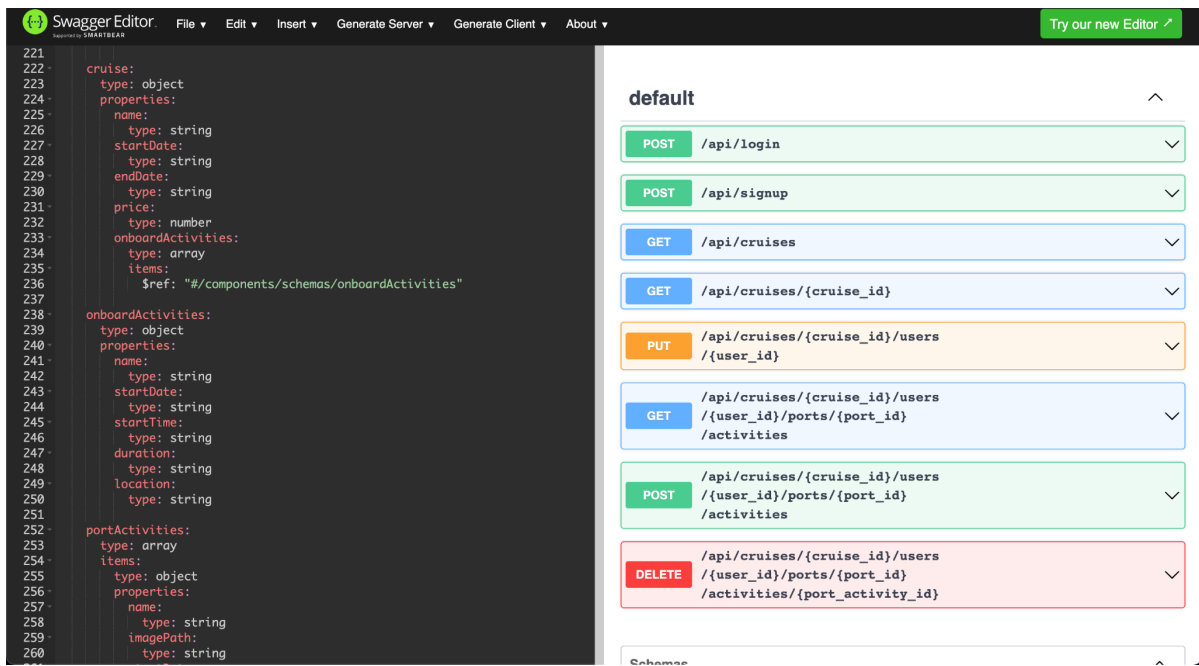 Swagger Editor.
Supported by SMARTBEAR
File ▾ Edit ▾ Insert ▾ Generate Server ▾ Generate Client ▾ About ▾
Try our new Editor ↗
221
222 cruise:
223 type: object
224 properties:
225 name:
226 type: string
227 startDate:
228 type: string
229 endDate:
230 type: string
231 price:
232 type: number
233 onboardActivities:
234 type: array
235 items:
236 $ref: "#/components/schemas/onboardActivities"
237
238 onboardActivities:
239 type: object
240 properties:
241 name:
242 type: string
243 startDate:
244 type: string
245 startTime:
246 type: string
247 duration:
248 type: string
249 location:
250 type: string
251
252 portActivities:
253 type: array
254 items:
255 type: object
256 properties:
257 name:
258 type: string
259 imagePath:
260 type: string
default
POST /api/login
POST /api/signup
GET /api/cruises
GET /api/cruises/{cruise_id}
PUT /api/cruises/{cruise_id}/users
/{user_id}
GET /api/cruises/{cruise_id}/users
/{user_id}/ports/{port_id}
/activities
POST /api/cruises/{cruise_id}/users
/{user_id}/ports/{port_id}
/activities
DELETE /api/cruises/{cruise_id}/users
/{user_id}/ports/{port_id}
/activities/{port_activity_id}
Schemas